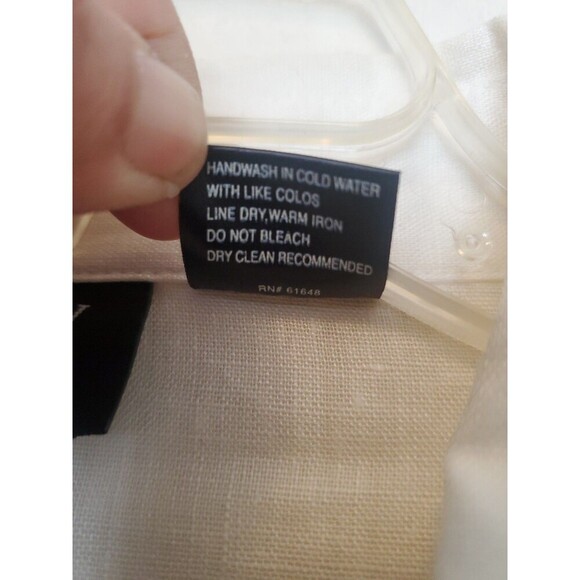 HANDWASH IN COLD WATER
WITH LIKE COLOS
LINE DRY,WARM IRON
DO NOT BLEACH
DRY CLEAN RECOMMENDED
RN# 61648